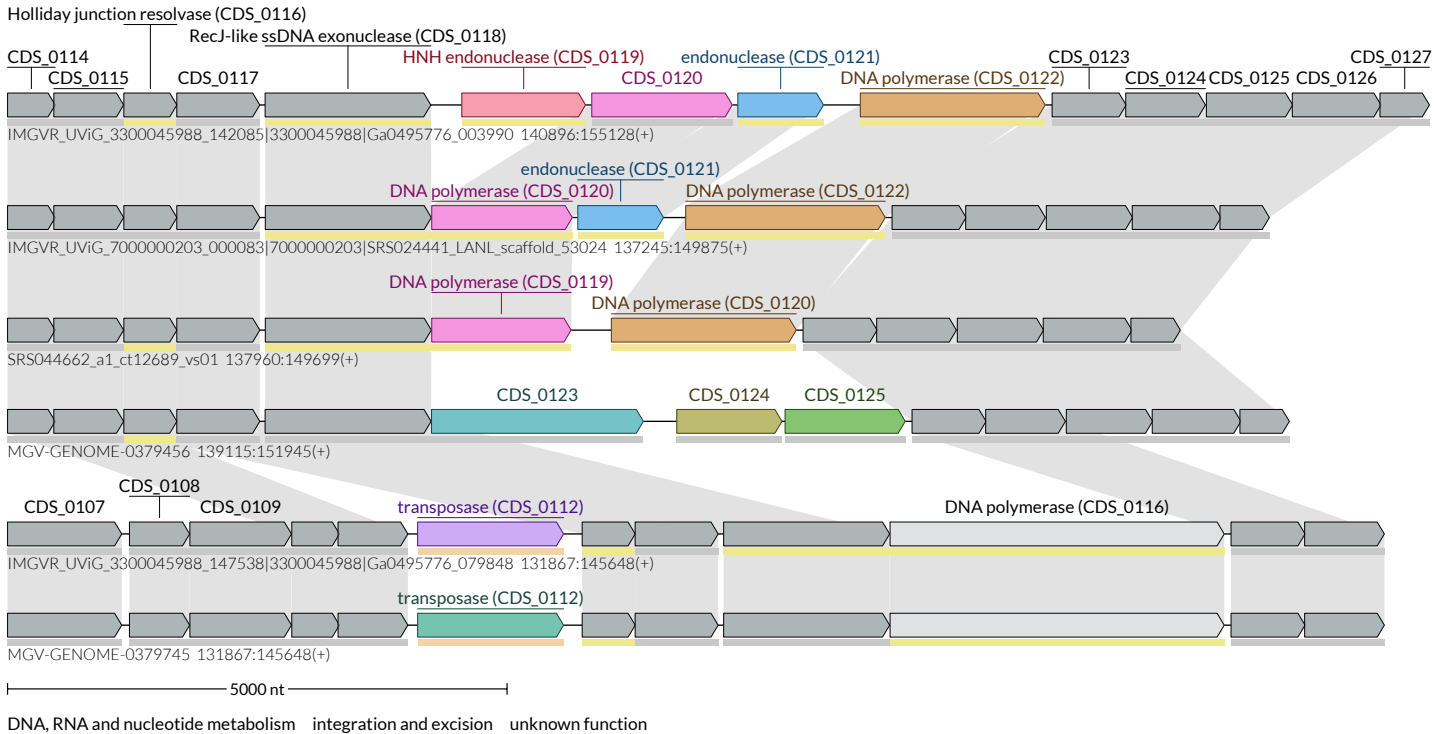 Holliday junction resolvase (CDS_0116)
RecJ-like ssDNA exonuclease (CDS_0118)
CDS_0114 HNH endonuclease (CDS_0119) endonuclease (CDS_0121) CDS_0123 CDS_0127
CDS_0115 CDS_0117 CDS_0120 DNA polymerase (CDS_0122) CDS_0124 CDS_0125 CDS_0126
IMGVR_UViG_3300045988_142085|3300045988|Ga0495776_003990 140896:155128(+)
endonuclease (CDS_0121)
DNA polymerase (CDS_0120) DNA polymerase (CDS_0122)
IMGVR_UViG_7000000203_000083|7000000203|SRS024441_LANL_scaffold_53024 137245:149875(+)
DNA polymerase (CDS_0119)
DNA polymerase (CDS_0120)
SRS044662_a1_ct12689_vs01 137960:149699(+)
CDS_0123 CDS_0124 CDS_0125
MGV-GENOME-0379456 139115:151945(+)
CDS_0108
CDS_0107 CDS_0109 transposase (CDS_0112) DNA polymerase (CDS_0116)
IMGVR_UViG_3300045988_147538|3300045988|Ga0495776_079848 131867:145648(+)
transposase (CDS_0112)
MGV-GENOME-0379745 131867:145648(+)
5000 nt
DNA, RNA and nucleotide metabolism integration and excision unknown function